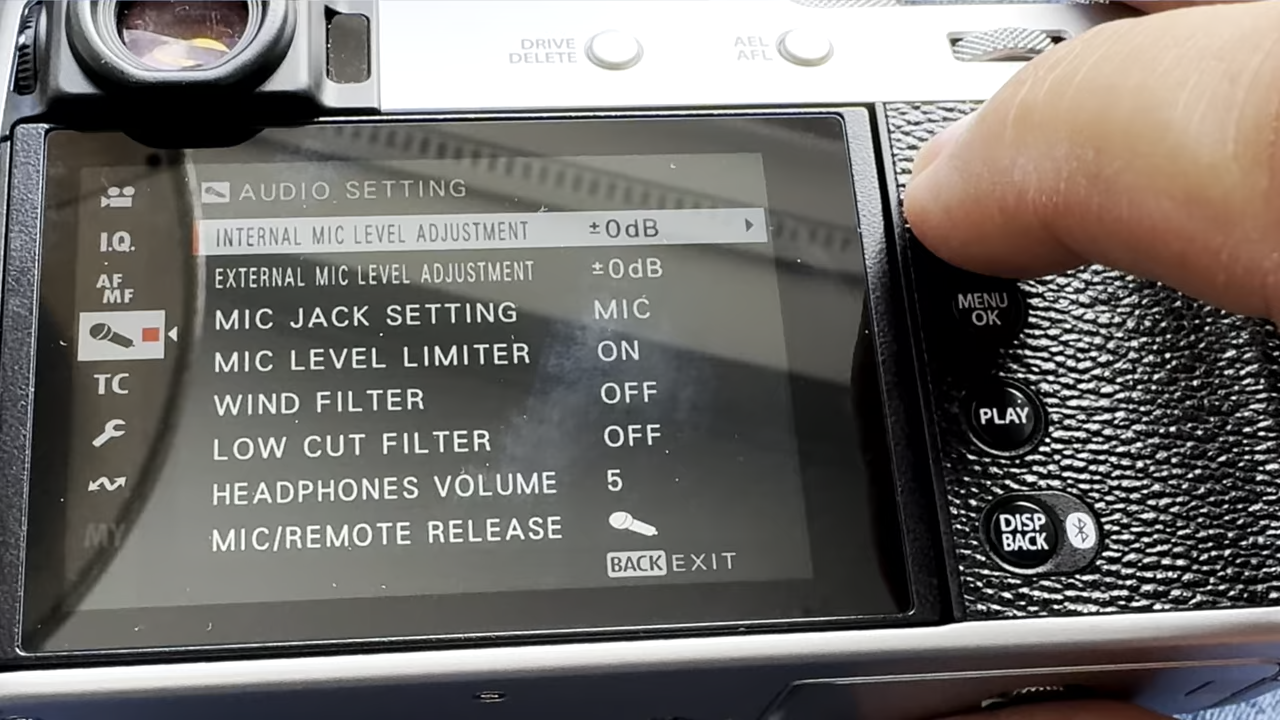 DRIVE
DELETE
AEL
AFL
AUDIO SETTING
INTERNAL MIC LEVEL ADJUSTMENT ±0dB
EXTERNAL MIC LEVEL ADJUSTMENT ±0dB
MIC JACK SETTING MIC
MIC LEVEL LIMITER ON
WIND FILTER OFF
LOW CUT FILTER OFF
HEADPHONES VOLUME 5
MIC/REMOTE RELEASE
BACK EXIT
I.Q.
AF
MF
TC
MY
MENU
OK
PLAY
DISP
BACK